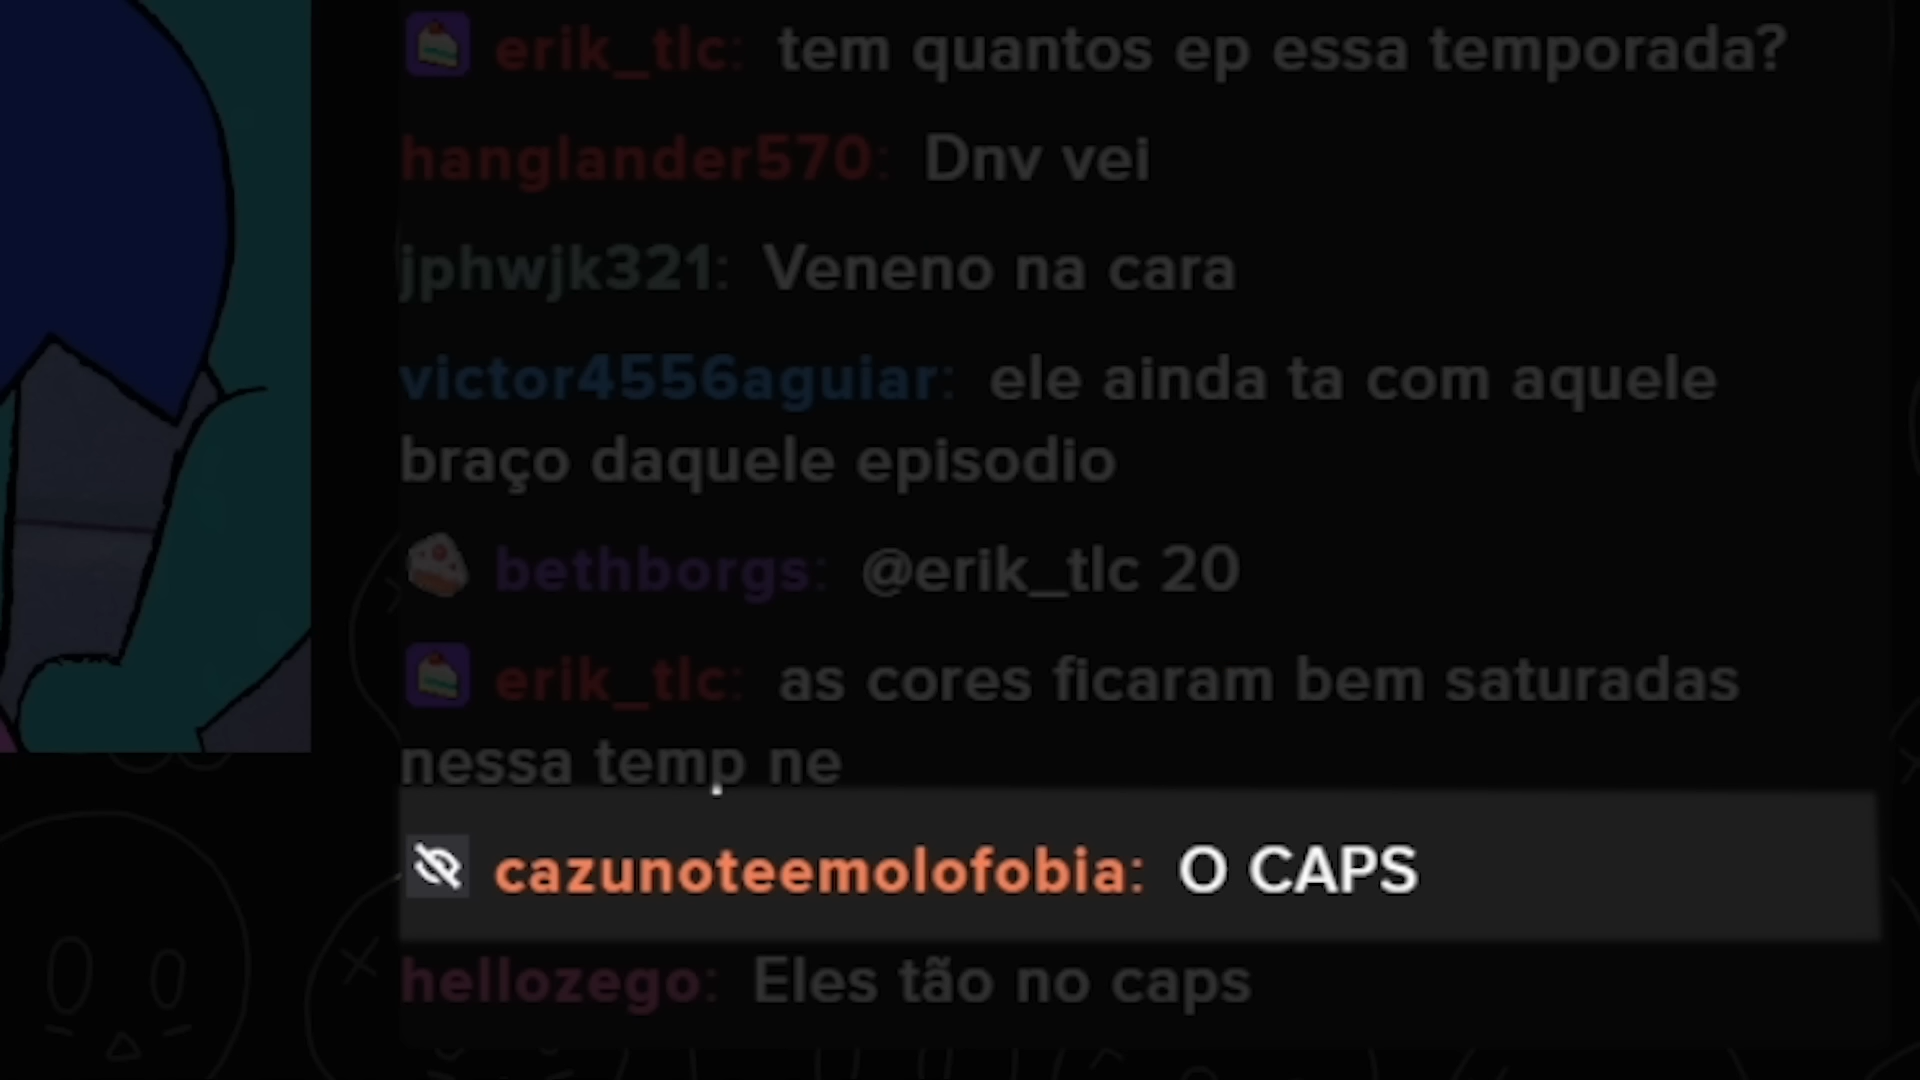 erik_tlc: tem quantos ep essa temporada?
hanglander570: Dnv vei
jphwjk321: Veneno na cara
victor4556aguiar: ele ainda ta com aquele
braço daquele episodio
bethborgs: @erik_tlc 20
erik_tlc: as cores ficaram bem saturadas
nessa temp ne
cazunoteemolofobia: O CAPS
hellozego: Eles tão no caps